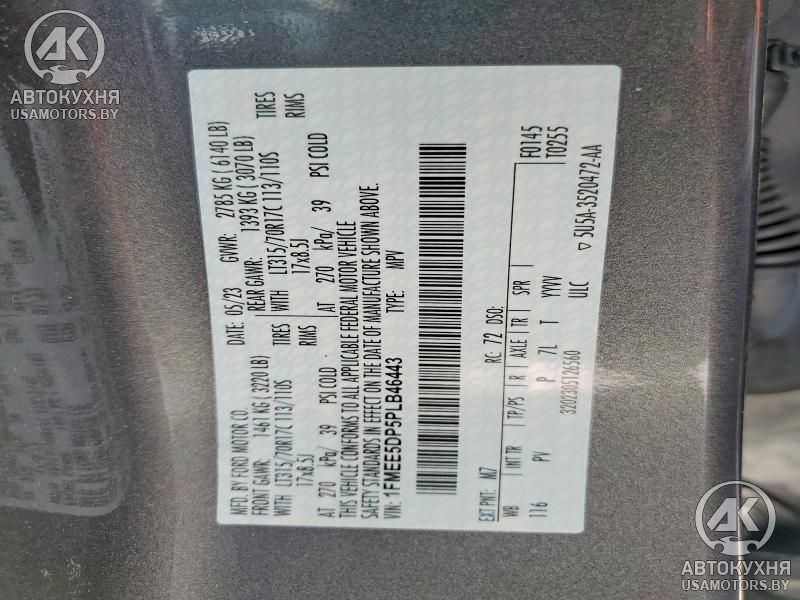 MFD. BY FORD MOTOR CO.
05/23
GVWR: 2785 KG ( 6140 LB)
FRONT GAWR: 1461 KG ( 3220 LB)
REAR GAWR: 1393 KG ( 3070 LB)
WITH LT315/70R17C 113/110S TIRES
WITH LT315/70R17C 113/110S TIRES
17x8.5J RIMS
17x8.5J RIMS
AT 270 kPa/ 39 PSI COLD
AT 270 kPa/ 39 PSI COLD
THIS VEHICLE CONFORMS TO ALL APPLICABLE FEDERAL MOTOR VEHICLE
SAFETY STANDARDS IN EFFECT ON THE DATE OF MANUFACTURE SHOWN ABOVE.
VIN: 1FMEE5DP5PLB46443
TYPE: MPV
F0145
T0255
EXT PNT: M7 RC: 72 DSO:
WB INT TR TP/PS R AXLE TR SPR
116 PV P 7L T YYVV
3202305126560 ULC
▽ 5U5A-3520472-AA
AK
АВТОКУХНЯ
USAMOTORS.BY
AK
АВТОКУХНЯ
USAMOTORS.BY